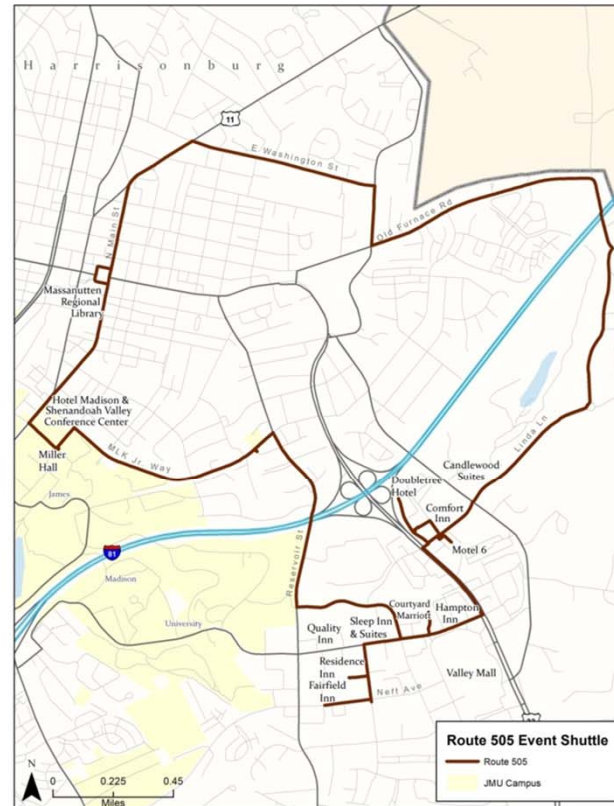 Harrisonburg
11
E Washington St
Old Furnace Rd
N Main St
Massanutten
Regional
Library
Hotel Madison &
Shenandoah Valley
Conference Center
Miller
Hall
MLK Jr. Way
James
Linda Ln
Candlewood
Suites
Doubletree
Hotel
Comfort
Inn
Motel 6
81
Madison
Reservoir St
University
Courtyard
Marriott
Hampton
Inn
Sleep Inn
& Suites
Quality
Inn
Residence
Inn
Fairfield
Inn
Neff Ave
Valley Mall
Route 505 Event Shuttle
Route 505
JMU Campus
N
0 0.225 0.45
Miles